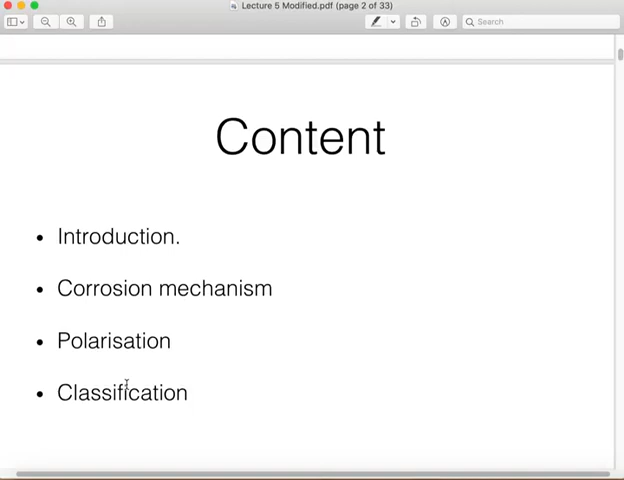 Lecture 5 Modified.pdf (page 2 of 33)
Search
Content
• Introduction.
• Corrosion mechanism
• Polarisation
• Classification